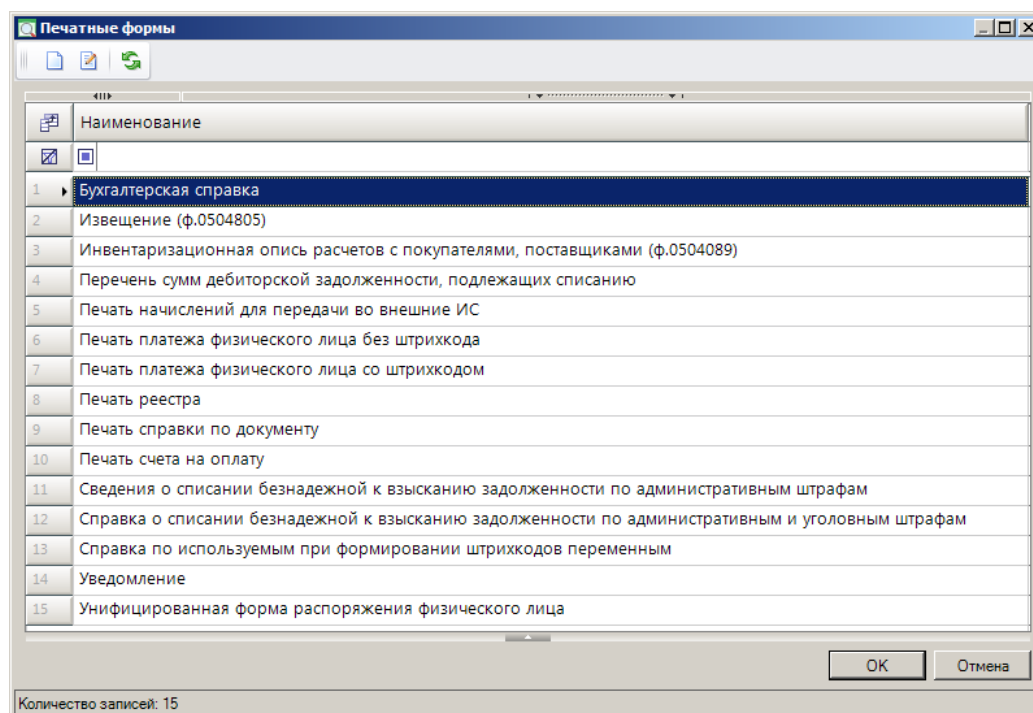 Печатные формы
Наименование
1 Бухгалтерская справка
2 Извещение (ф.0504805)
3 Инвентаризационная опись расчетов с покупателями, поставщиками (ф.0504089)
4 Перечень сумм дебиторской задолженности, подлежащих списанию
5 Печать начислений для передачи во внешние ИС
6 Печать платежа физического лица без штрихкода
7 Печать платежа физического лица со штрихкодом
8 Печать реестра
9 Печать справки по документу
10 Печать счета на оплату
11 Сведения о списании безнадежной к взысканию задолженности по административным штрафам
12 Справка о списании безнадежной к взысканию задолженности по административным и уголовным штрафам
13 Справка по используемым при формировании штрихкодов переменным
14 Уведомление
15 Унифицированная форма распоряжения физического лица
OK Отмена
Количество записей: 15